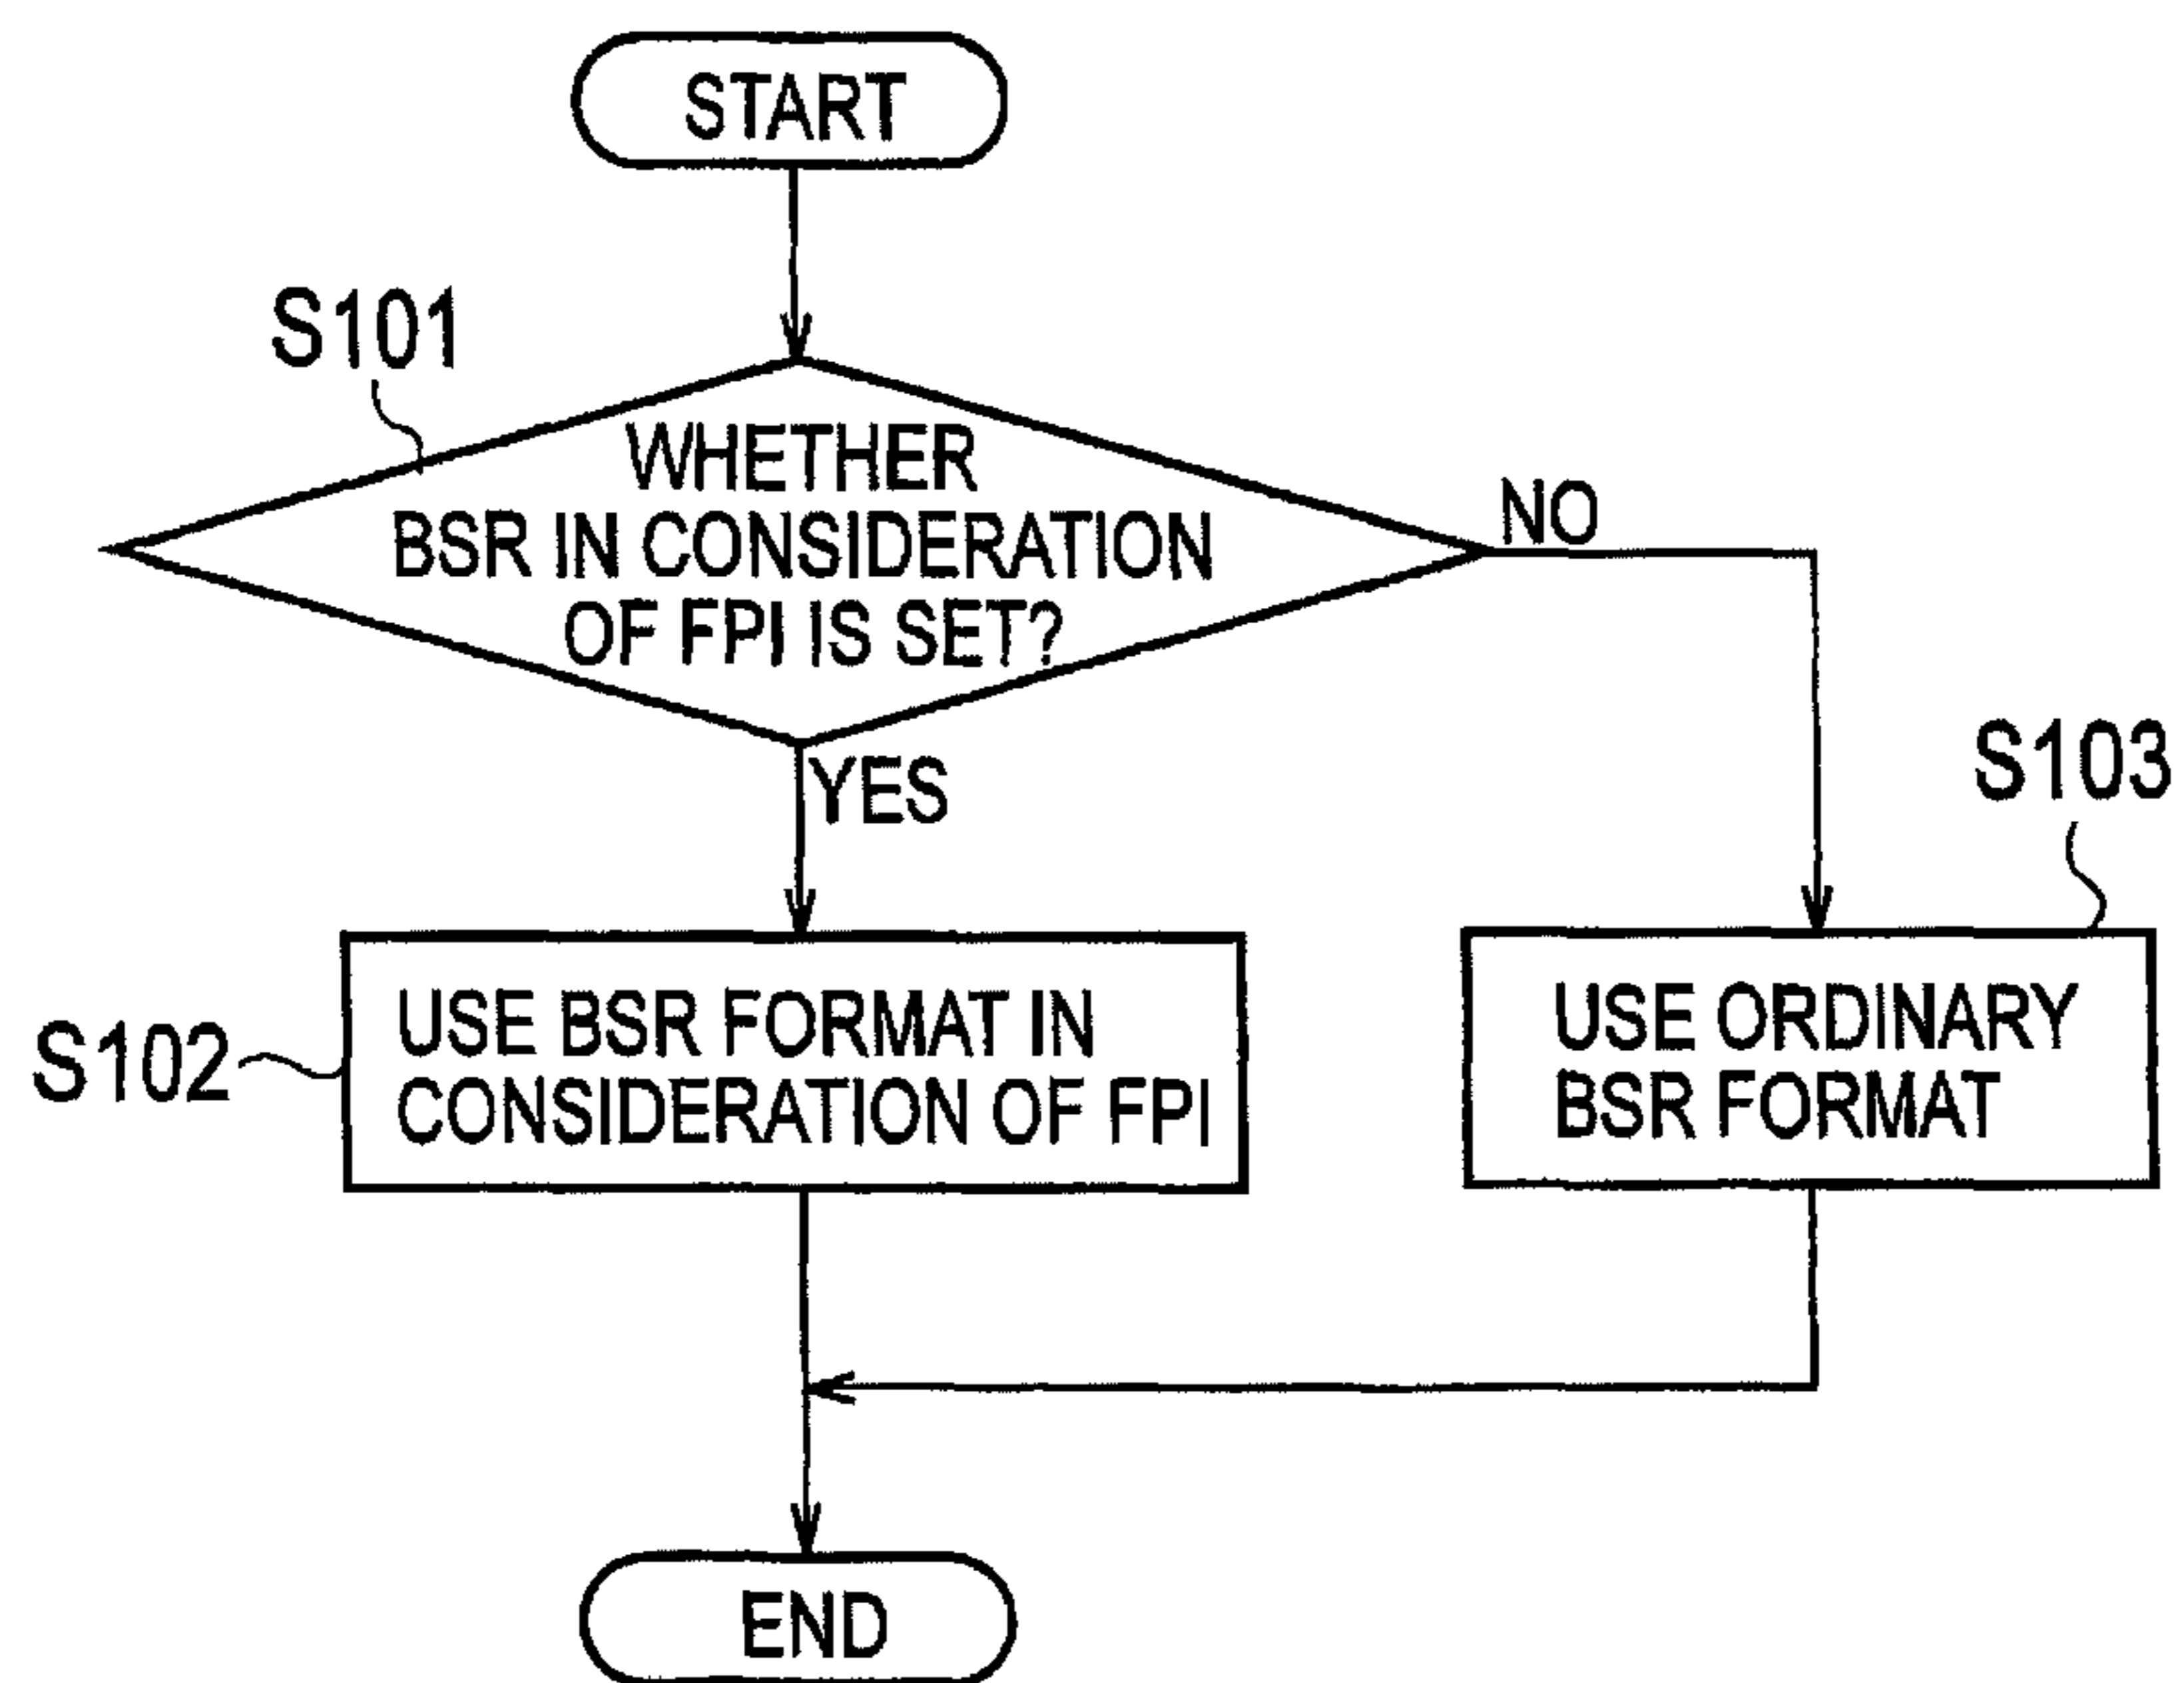 START
S101
WHETHER
BSR IN CONSIDERATION
OF FPI IS SET?
NO
YES
S103
S102
USE BSR FORMAT IN
CONSIDERATION OF FPI
USE ORDINARY
BSR FORMAT
END